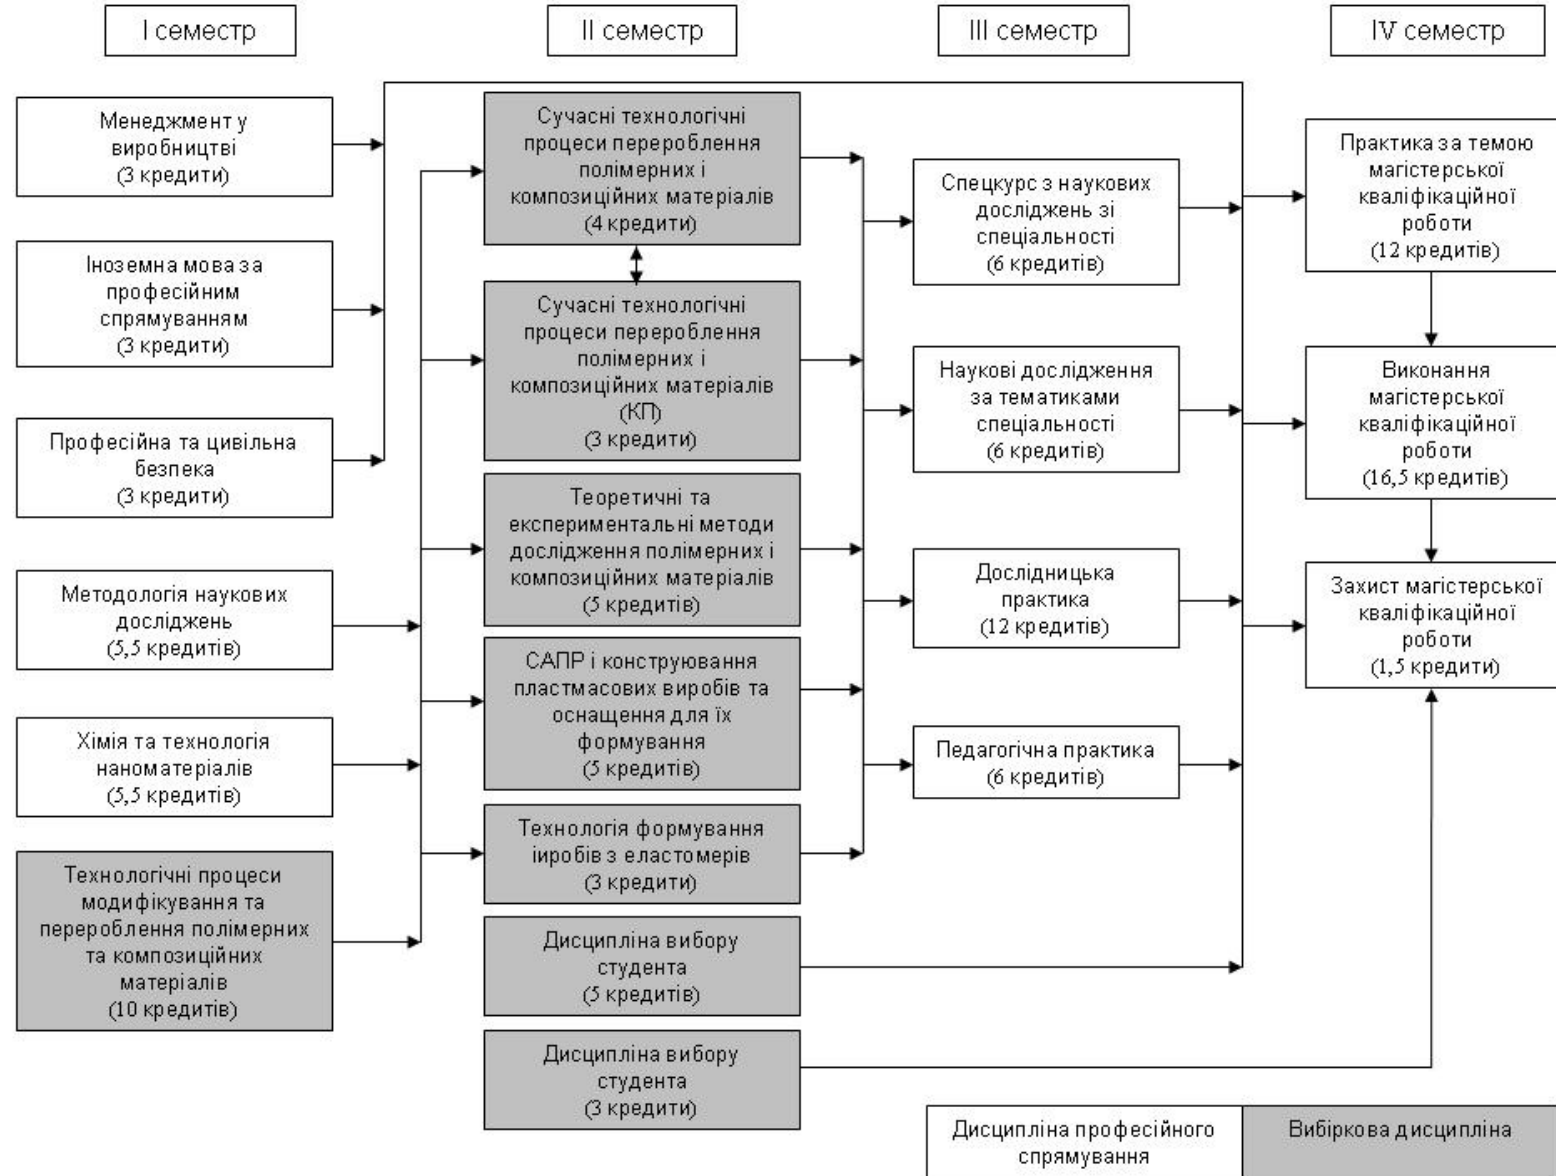 I семестр
II семестр
III семестр
IV семестр
Менеджмент у
виробництві
(3 кредити)
Іноземна мова за
професійним
спрямуванням
(3 кредити)
Професійна та цивільна
безпека
(3 кредити)
Методологія наукових
досліджень
(5,5 кредитів)
Хімія та технологія
наноматеріалів
(5,5 кредитів)
Технологічні процеси
модифікування та
перероблення полімерних
та композиційних
матеріалів
(10 кредитів)
Сучасні технологічні
процеси перероблення
полімерних і
композиційних матеріалів
(4 кредити)
Сучасні технологічні
процеси перероблення
полімерних і
композиційних матеріалів
(КП)
(3 кредити)
Теоретичні та
експериментальні методи
дослідження полімерних і
композиційних матеріалів
(5 кредитів)
САПР і конструювання
пластмасових виробів та
оснащення для їх
формування
(5 кредитів)
Технологія формування
іиробів з еластомерів
(3 кредити)
Дисципліна вибору
студента
(5 кредитів)
Дисципліна вибору
студента
(3 кредити)
Спецкурс з наукових
досліджень зі
спеціальності
(6 кредитів)
Наукові дослідження
за тематиками
спеціальності
(6 кредитів)
Дослідницька
практика
(12 кредитів)
Педагогічна практика
(6 кредитів)
Практика за темою
магістерської
кваліфікаційної
роботи
(12 кредитів)
Виконання
магістерської
кваліфікаційної
роботи
(16,5 кредитів)
Захист магістерської
кваліфікаційної
роботи
(1,5 кредити)
Дисципліна професійного
спрямування
Вибіркова дисципліна